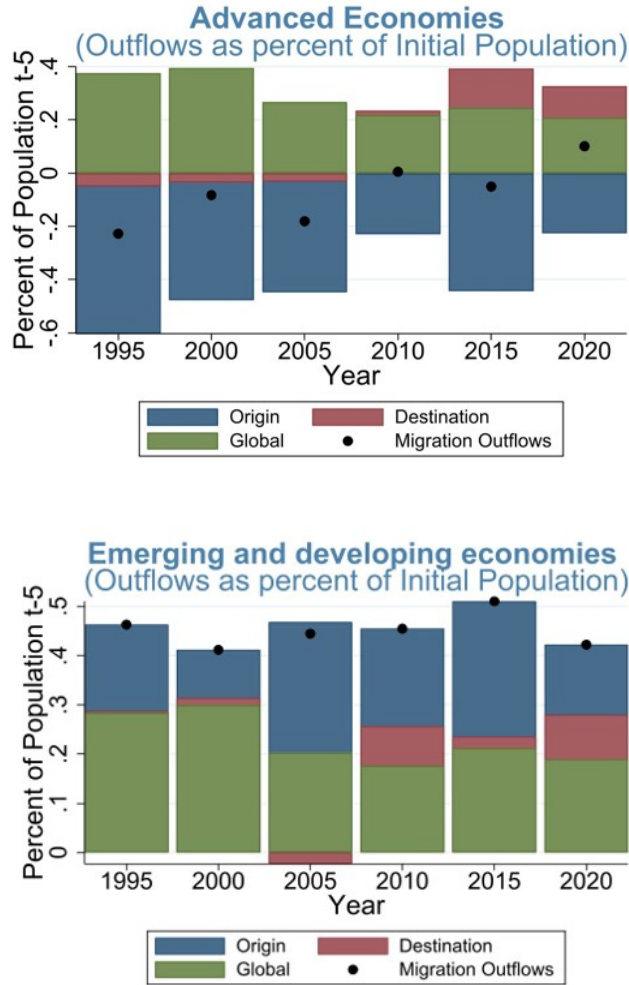 Advanced Economies
(Outflows as percent of Initial Population)
Percent of Population t-5
.4
.2
0
-.2
-.4
-.6
1995 2000 2005 2010 2015 2020
Year
Origin Destination
Global Migration Outflows
Emerging and developing economies
(Outflows as percent of Initial Population)
Percent of Population t-5
.5
.4
.3
.2
.1
0
1995 2000 2005 2010 2015 2020
Year
Origin Destination
Global Migration Outflows